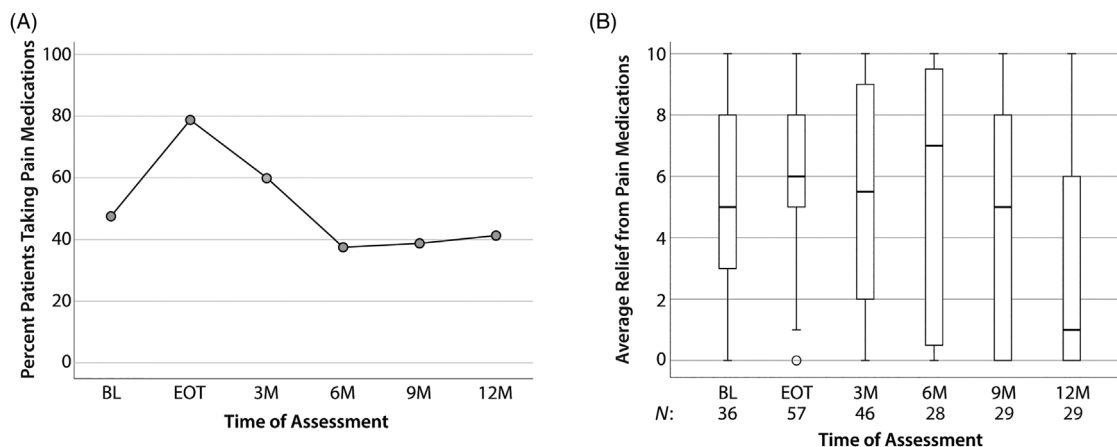 (A)
Percent Patients Taking Pain Medications
100
80
60
40
20
0
BL EOT 3M 6M 9M 12M
Time of Assessment
(B)
Average Relief from Pain Medications
10
8
6
4
2
0
BL EOT 3M 6M 9M 12M
N: 36 57 46 28 29 29
Time of Assessment